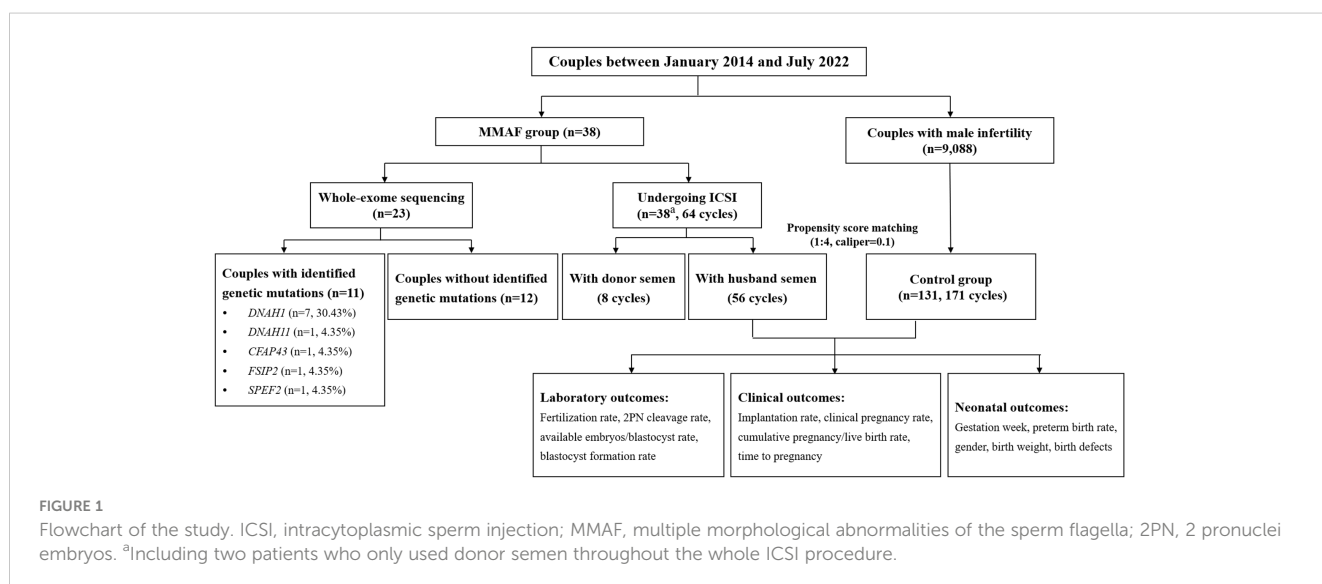 Couples between January 2014 and July 2022
MMAF group (n=38)
Couples with male infertility
(n=9,088)
Whole-exome sequencing
(n=23)
Undergoing ICSI
(n=38a, 64 cycles)
Propensity score matching
(1:4, caliper=0.1)
Couples with identified
genetic mutations (n=11)
• DNAH1 (n=7, 30.43%)
• DNAH11 (n=1, 4.35%)
• CFAP43 (n=1, 4.35%)
• FSIP2 (n=1, 4.35%)
• SPEF2 (n=1, 4.35%)
Couples without identified
genetic mutations (n=12)
With donor semen
(8 cycles)
With husband semen
(56 cycles)
Control group
(n=131, 171 cycles)
Laboratory outcomes:
Fertilization rate, 2PN cleavage rate,
available embryos/blastocyst rate,
blastocyst formation rate
Clinical outcomes:
Implantation rate, clinical pregnancy rate,
cumulative pregnancy/live birth rate,
time to pregnancy
Neonatal outcomes:
Gestation week, preterm birth rate,
gender, birth weight, birth defects
FIGURE 1
Flowchart of the study. ICSI, intracytoplasmic sperm injection; MMAF, multiple morphological abnormalities of the sperm flagella; 2PN, 2 pronuclei
embryos. aIncluding two patients who only used donor semen throughout the whole ICSI procedure.